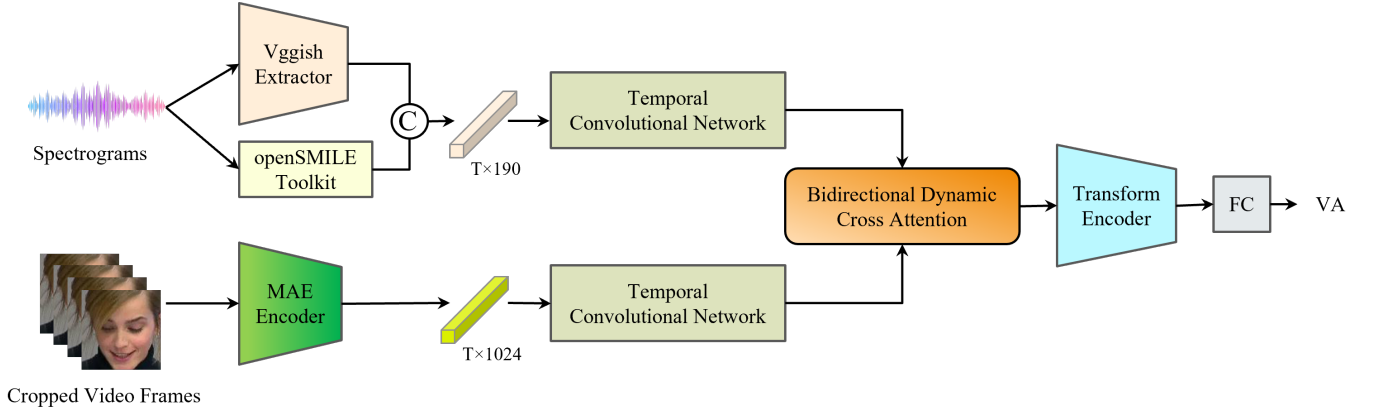 Vggish
Extractor
Spectrograms
openSMILE
Toolkit
C
T×190
Temporal
Convolutional Network
Bidirectional Dynamic
Cross Attention
Transform
Encoder
FC
VA
MAE
Encoder
T×1024
Temporal
Convolutional Network
Cropped Video Frames